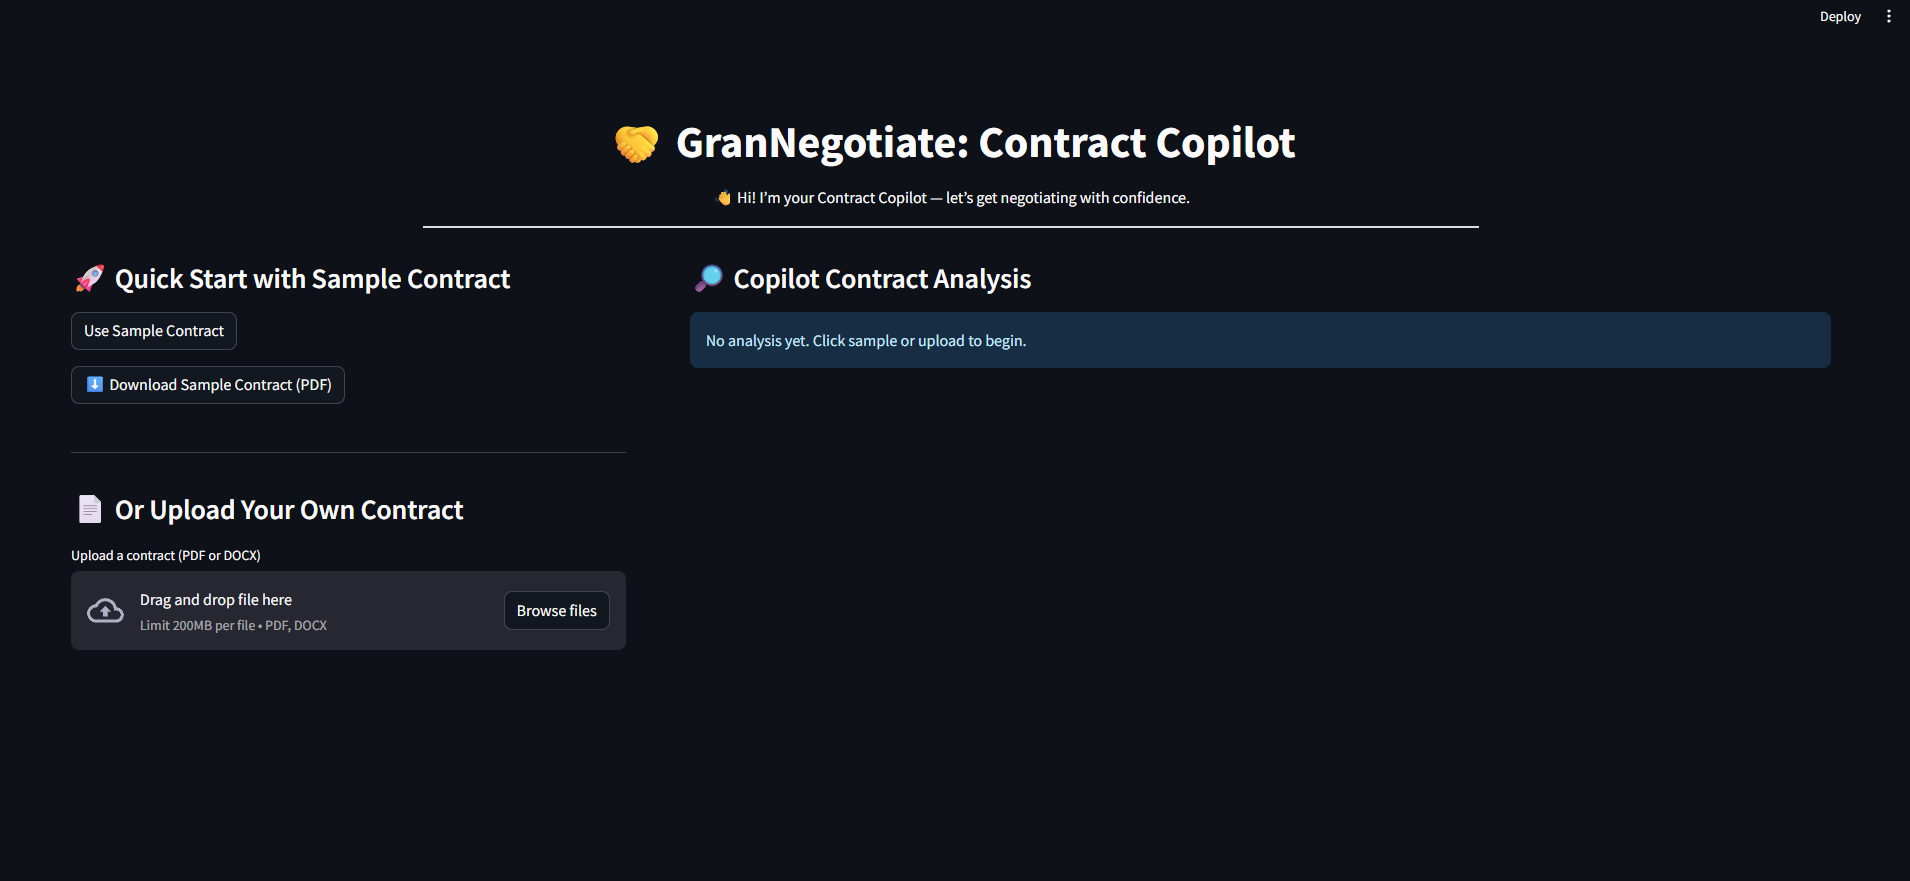 Deploy
🤝 GranNegotiate: Contract Copilot
👋 Hi! I’m your Contract Copilot — let’s get negotiating with confidence.
🚀 Quick Start with Sample Contract
Use Sample Contract
⬇️ Download Sample Contract (PDF)
📄 Or Upload Your Own Contract
Upload a contract (PDF or DOCX)
Drag and drop file here
Limit 200MB per file • PDF, DOCX
Browse files
🔎 Copilot Contract Analysis
No analysis yet. Click sample or upload to begin.